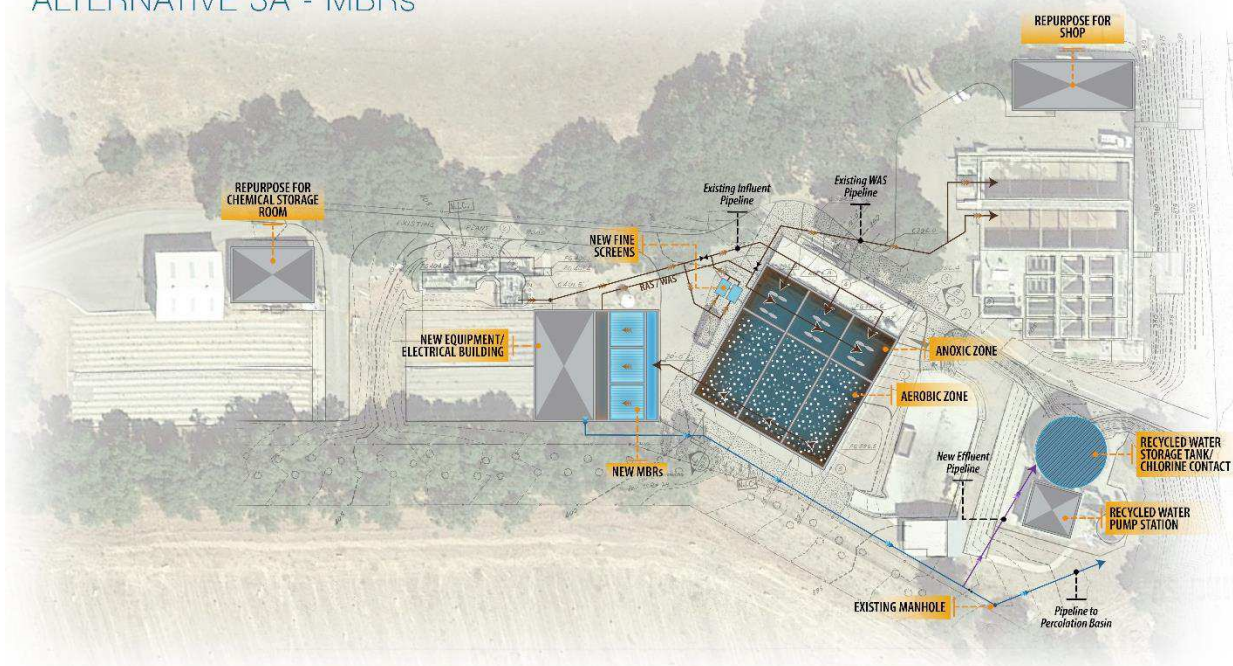 ALTERNATIVE 3A - MBRs
REPURPOSE FOR
SHOP
REPURPOSE FOR
CHEMICAL STORAGE
ROOM
Existing Influent
Pipeline
Existing WAS
Pipeline
NEW FINE
SCREENS
RAS / WAS
NEW EQUIPMENT/
ELECTRICAL BUILDING
ANOXIC ZONE
AEROBIC ZONE
NEW MBRs
New Effluent
Pipeline
RECYCLED WATER
STORAGE TANK/
CHLORINE CONTACT
RECYCLED WATER
PUMP STATION
EXISTING MANHOLE
Pipeline to
Percolation Basin